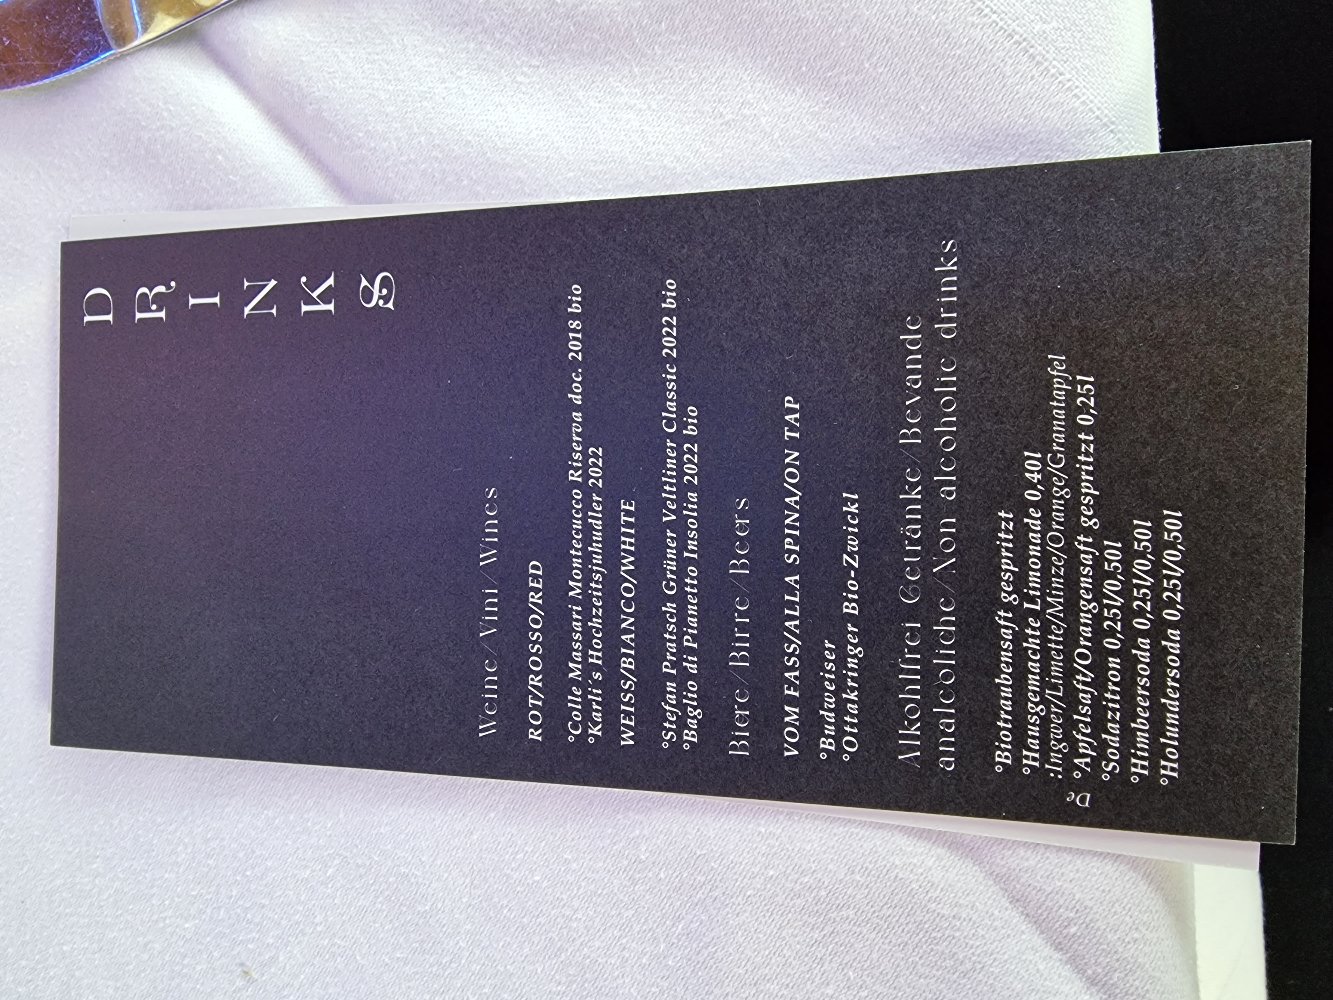 D
R
I
N
K
S
Weine/Vini/Wines
ROT/ROSSO/RED
°Colle Massari Montecucco Riserva doc. 2018 bio
°Karli´s Hochzeitsjuhudler 2022
WEISS/BIANCO/WHITE
°Stefan Pratsch Grüner Veltliner Classic 2022 bio
°Baglio di Pianetto Insolia 2022 bio
Biere/Birre/Beers
VOM FASS/ALLA SPINA/ON TAP
°Budweiser
°Ottakringer Bio-Zwickl
Alkohlfrei Getränke/Bevande
analcoliche/Non alcoholic drinks
°Biotraubensaft gespritzt
°Hausgemachte Limonade 0,40l
:Ingwer/Limette/Minze/Orange/Granatapfel
°Apfelsaft/Orangensaft gespritzt 0,25l
°Sodazitron 0,25l/0,50l
°Himbeersoda 0,25l/0,50l
°Holundersoda 0,25l/0,50l
De